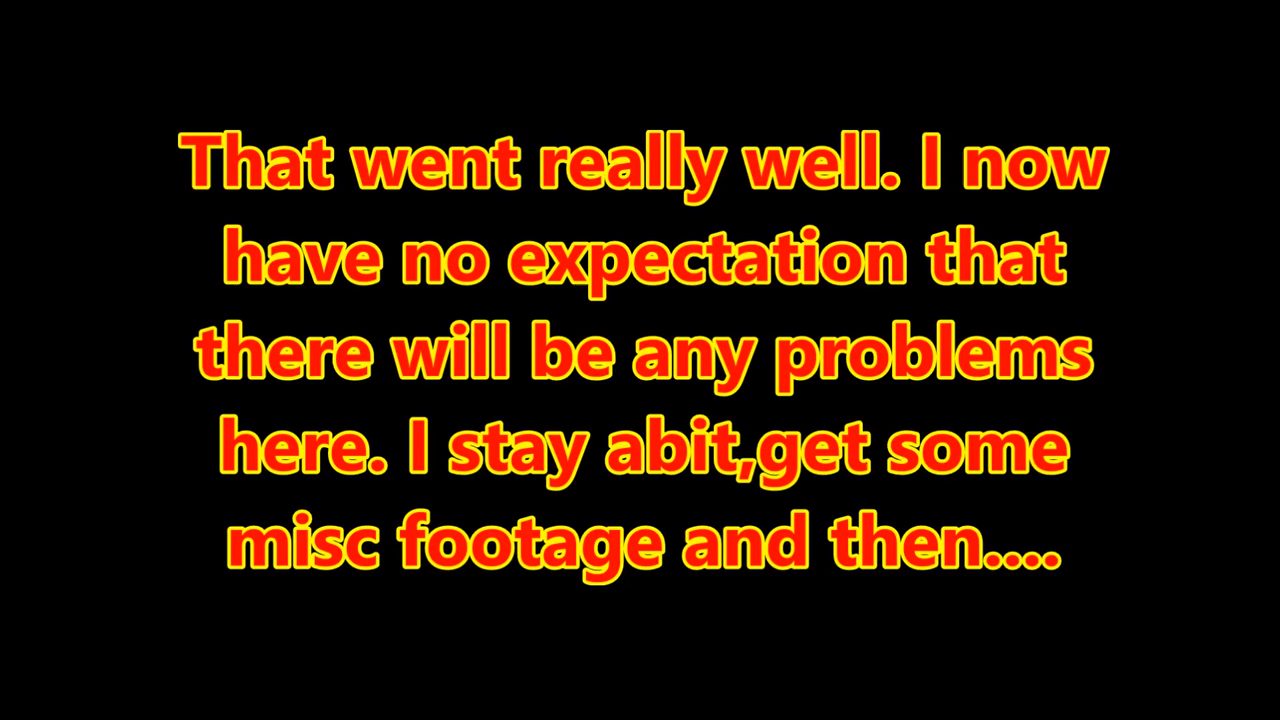 That went really well. I now
have no expectation that
there will be any problems
here. I stay abit,get some
misc footage and then....